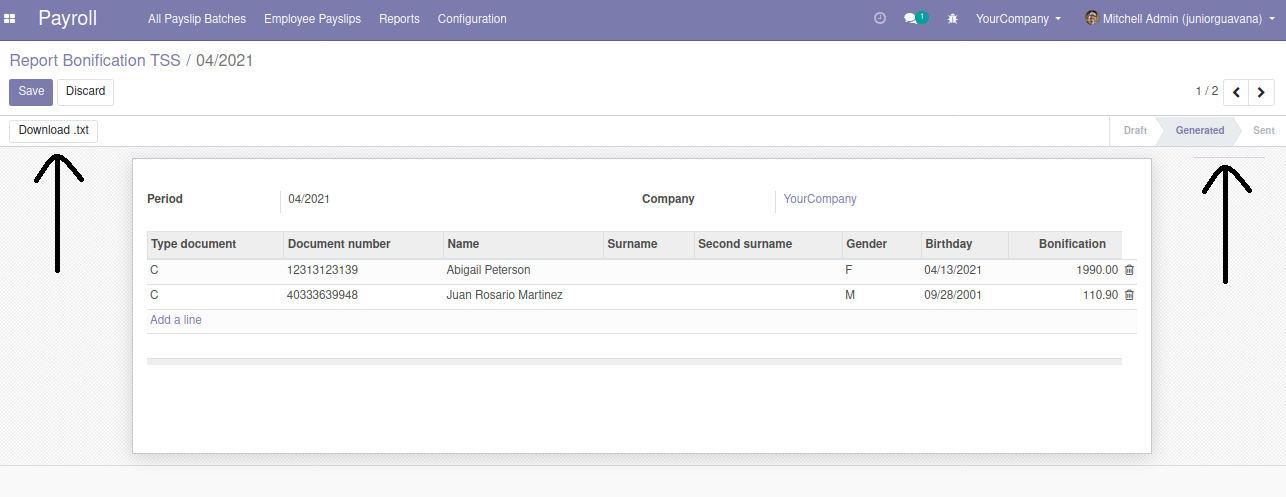 Payroll All Payslip Batches Employee Payslips Reports Configuration 1 YourCompany Mitchell Admin (juniorguavana)
Report Bonification TSS / 04/2021
Save Discard 1 / 2
Download .txt Draft Generated Sent
Period 04/2021 Company YourCompany
Type document Document number Name Surname Second surname Gender Birthday Bonification
C 12313123139 Abigail Peterson F 04/13/2021 1990.00
C 40333639948 Juan Rosario Martinez M 09/28/2001 110.90
Add a line